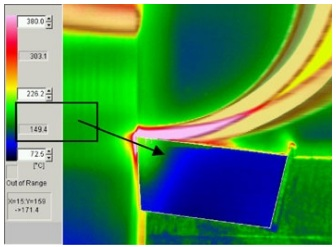 380.0
303.1
226.2
149.4
72.5
[°C]
Out of Range
X=15:Y=159
->171.4